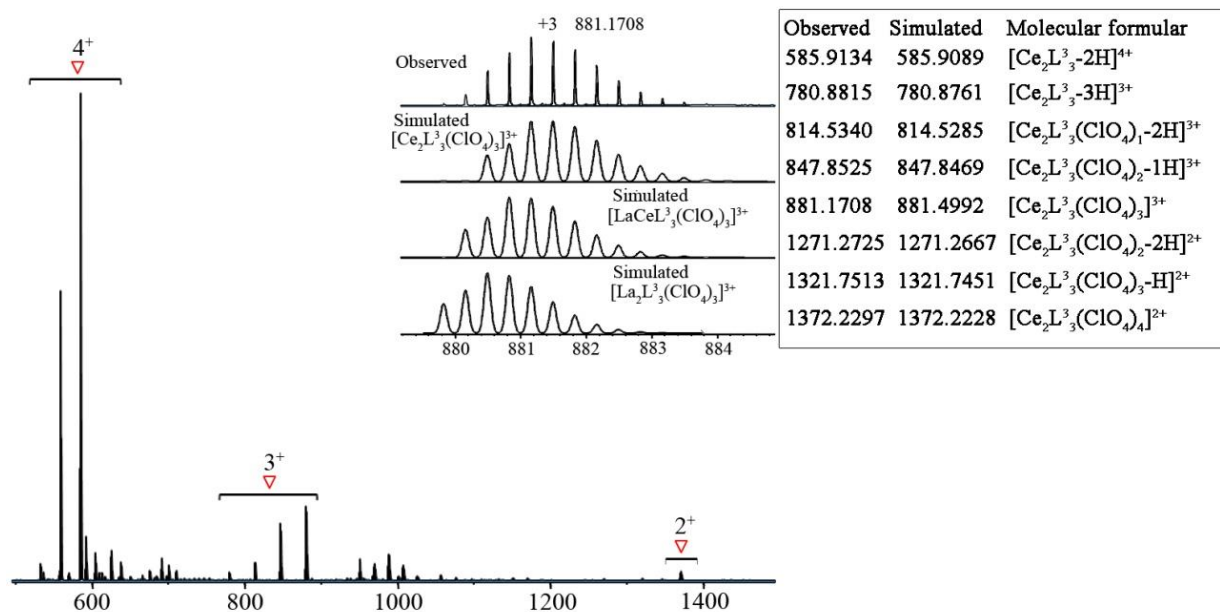 4⁺
3⁺
2⁺
600
800
1000
1200
1400
+3 881.1708
Observed
Simulated
[Ce₂L³₃(ClO₄)₃]³⁺
Simulated
[LaCeL³₃(ClO₄)₃]³⁺
Simulated
[La₂L³₃(ClO₄)₃]³⁺
880 881 882 883 884
Observed Simulated Molecular formular
585.9134 585.9089 [Ce₂L³₃-2H]⁴⁺
780.8815 780.8761 [Ce₂L³₃-3H]³⁺
814.5340 814.5285 [Ce₂L³₃(ClO₄)₁-2H]³⁺
847.8525 847.8469 [Ce₂L³₃(ClO₄)₂-1H]³⁺
881.1708 881.4992 [Ce₂L³₃(ClO₄)₃]³⁺
1271.2725 1271.2667 [Ce₂L³₃(ClO₄)₂-2H]²⁺
1321.7513 1321.7451 [Ce₂L³₃(ClO₄)₃-H]²⁺
1372.2297 1372.2228 [Ce₂L³₃(ClO₄)₄]²⁺